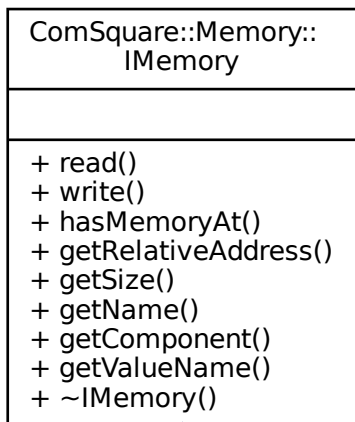 ComSquare::Memory::
IMemory
+ read()
+ write()
+ hasMemoryAt()
+ getRelativeAddress()
+ getSize()
+ getName()
+ getComponent()
+ getValueName()
+ ~IMemory()